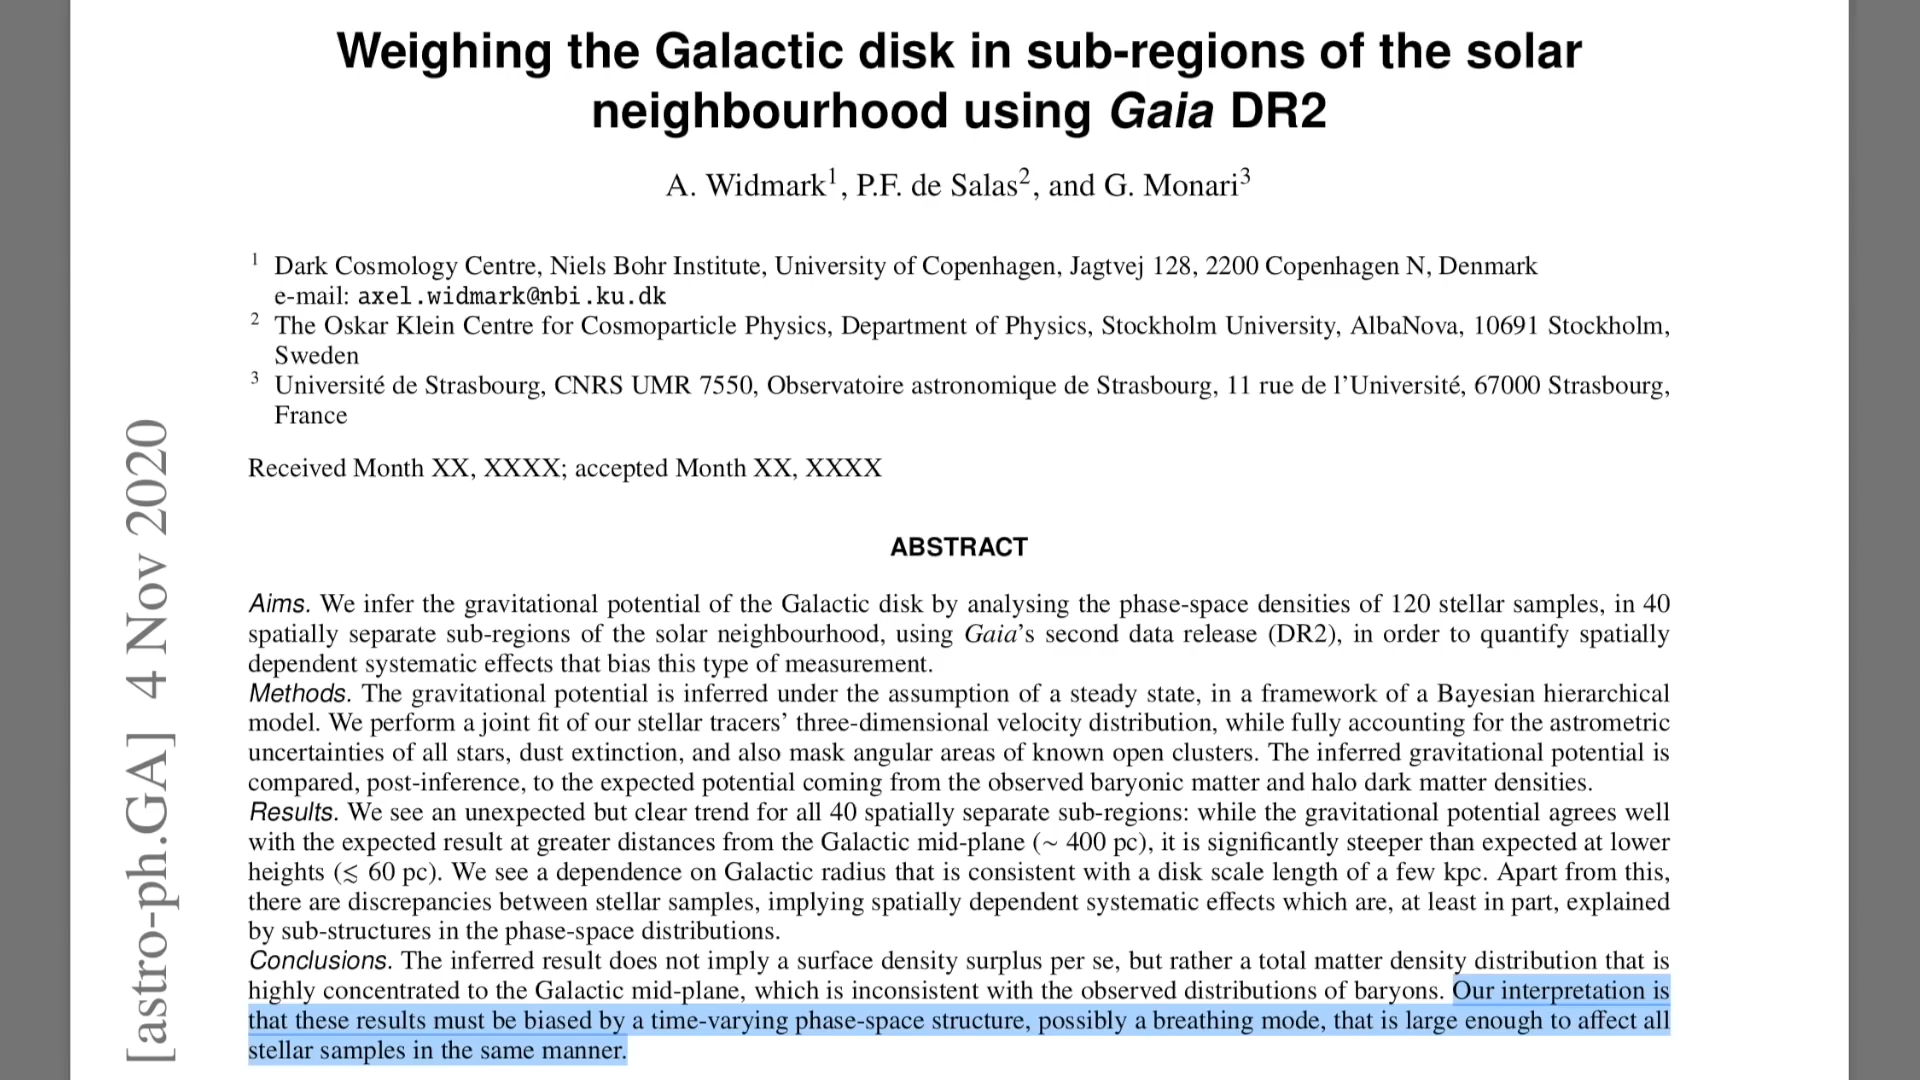 Weighing the Galactic disk in sub-regions of the solar
neighbourhood using Gaia DR2
A. Widmark1, P.F. de Salas2, and G. Monari3
1 Dark Cosmology Centre, Niels Bohr Institute, University of Copenhagen, Jagtvej 128, 2200 Copenhagen N, Denmark
e-mail: axel.widmark@nbi.ku.dk
2 The Oskar Klein Centre for Cosmoparticle Physics, Department of Physics, Stockholm University, AlbaNova, 10691 Stockholm,
Sweden
3 Université de Strasbourg, CNRS UMR 7550, Observatoire astronomique de Strasbourg, 11 rue de l'Université, 67000 Strasbourg,
France
Received Month XX, XXXX; accepted Month XX, XXXX
ABSTRACT
Aims. We infer the gravitational potential of the Galactic disk by analysing the phase-space densities of 120 stellar samples, in 40
spatially separate sub-regions of the solar neighbourhood, using Gaia's second data release (DR2), in order to quantify spatially
dependent systematic effects that bias this type of measurement.
Methods. The gravitational potential is inferred under the assumption of a steady state, in a framework of a Bayesian hierarchical
model. We perform a joint fit of our stellar tracers' three-dimensional velocity distribution, while fully accounting for the astrometric
uncertainties of all stars, dust extinction, and also mask angular areas of known open clusters. The inferred gravitational potential is
compared, post-inference, to the expected potential coming from the observed baryonic matter and halo dark matter densities.
Results. We see an unexpected but clear trend for all 40 spatially separate sub-regions: while the gravitational potential agrees well
with the expected result at greater distances from the Galactic mid-plane (~ 400 pc), it is significantly steeper than expected at lower
heights (≲ 60 pc). We see a dependence on Galactic radius that is consistent with a disk scale length of a few kpc. Apart from this,
there are discrepancies between stellar samples, implying spatially dependent systematic effects which are, at least in part, explained
by sub-structures in the phase-space distributions.
Conclusions. The inferred result does not imply a surface density surplus per se, but rather a total matter density distribution that is
highly concentrated to the Galactic mid-plane, which is inconsistent with the observed distributions of baryons. Our interpretation is
that these results must be biased by a time-varying phase-space structure, possibly a breathing mode, that is large enough to affect all
stellar samples in the same manner.
[astro-ph.GA] 4 Nov 2020